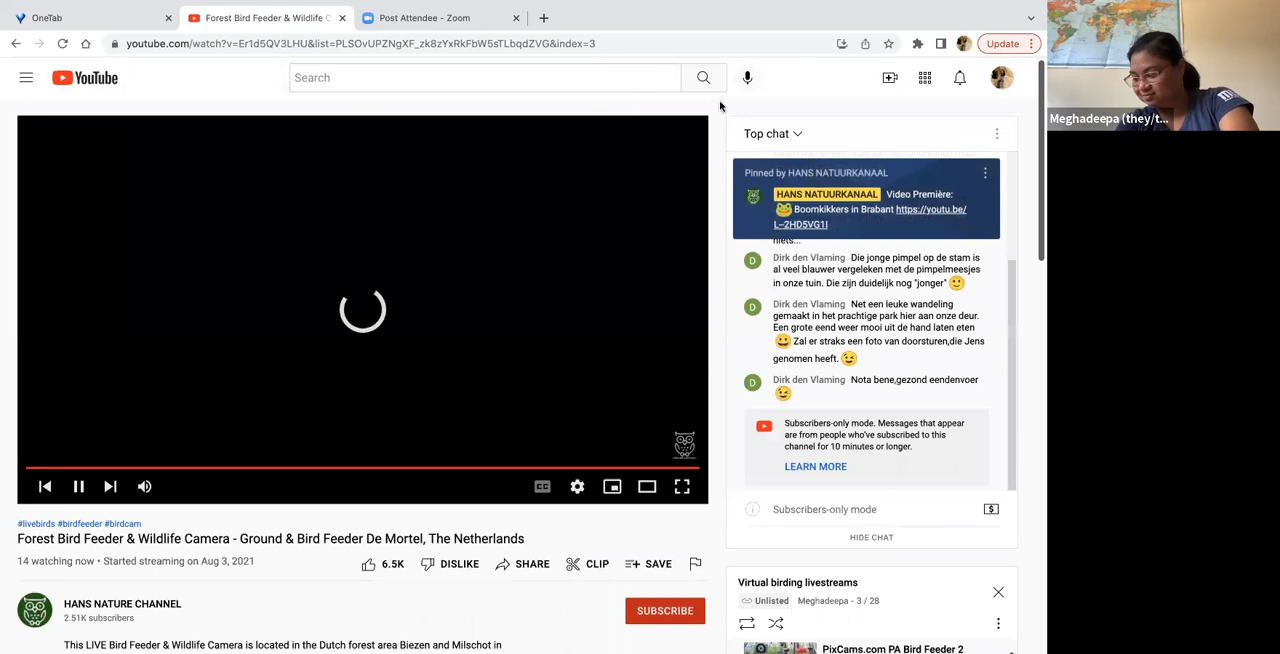 OneTab
Forest Bird Feeder & Wildlife C
Post Attendee - Zoom
youtube.com/watch?v=Er1d5QV3LHU&list=PLSOvUPZNgXF_zk8zYxRkFbW5sTLbqdZVG&index=3
Update
YouTube
Search
Meghadeepa (they/t...
Top chat
Pinned by HANS NATUURKANAAL
HANS NATUURKANAAL Video Première:
Boomkikkers in Brabant https://youtu.be/
L--2HD5VG1I
niets...
D Dirk den Vlaming Die jonge pimpel op de stam is
al veel blauwer vergeleken met de pimpelmeesjes
in onze tuin. Die zijn duidelijk nog "jonger"
D Dirk den Vlaming Net een leuke wandeling
gemaakt in het prachtige park hier aan onze deur.
Een grote eend weer mooi uit de hand laten eten
Zal er straks een foto van doorsturen,die Jens
genomen heeft.
D Dirk den Vlaming Nota bene,gezond eendenvoer
Subscribers-only mode. Messages that appear
are from people who've subscribed to this
channel for 10 minutes or longer.
LEARN MORE
Subscribers-only mode
HIDE CHAT
CC
#livebirds #birdfeeder #birdcam
Forest Bird Feeder & Wildlife Camera - Ground & Bird Feeder De Mortel, The Netherlands
14 watching now • Started streaming on Aug 3, 2021
6.5K
DISLIKE
SHARE
CLIP
SAVE
HANS NATURE CHANNEL
2.51K subscribers
SUBSCRIBE
This LIVE Bird Feeder & Wildlife Camera is located in the Dutch forest area Biezen and Milschot in
Virtual birding livestreams
Unlisted Meghadeepa - 3 / 28
PixCams.com PA Bird Feeder 2